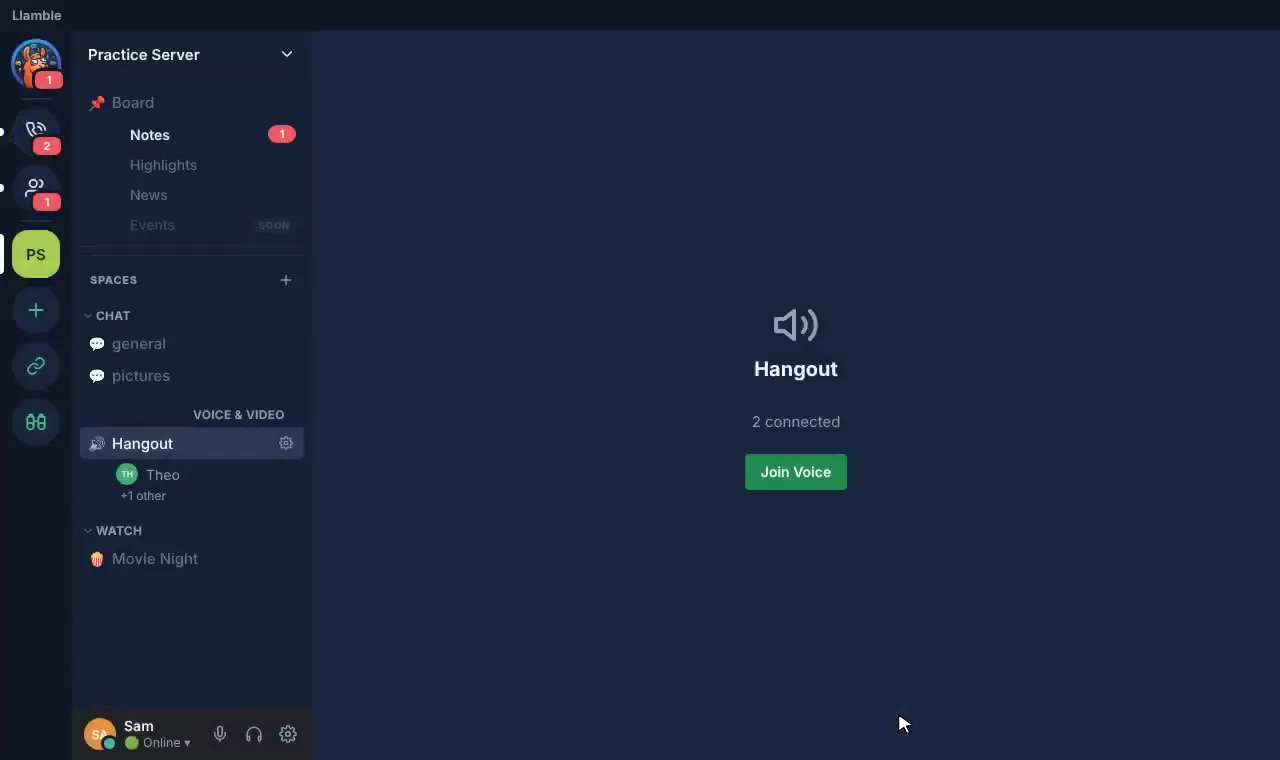 Llamble
1
2
1
PS
Practice Server
Board
Notes
1
Highlights
News
Events
SOON
SPACES
CHAT
general
pictures
VOICE & VIDEO
Hangout
TH
Theo
+1 other
WATCH
Movie Night
SA
Sam
Online
Hangout
2 connected
Join Voice